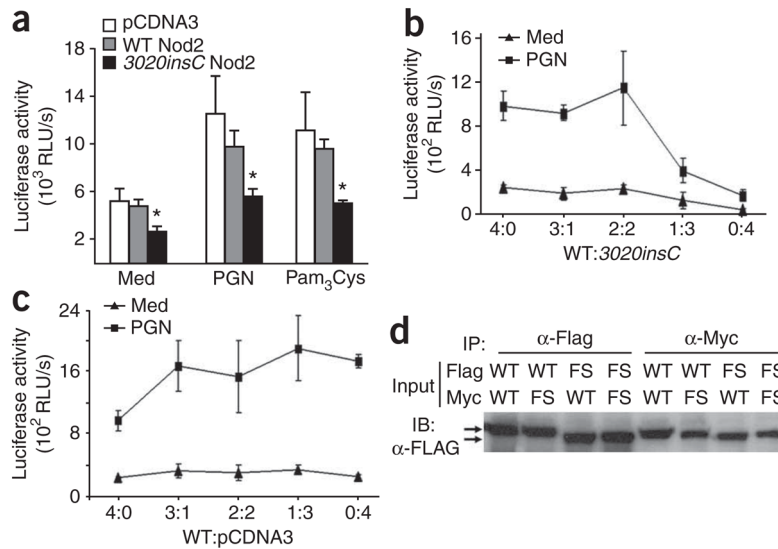 a
pCDNA3
WT Nod2
3020insC Nod2
Luciferase activity
(10³ RLU/s)
18
14
10
6
2
*
*
*
Med
PGN
Pam₃Cys
b
Med
PGN
Luciferase activity
(10² RLU/s)
16
12
8
4
0
4:0 3:1 2:2 1:3 0:4
WT:3020insC
c
Med
PGN
Luciferase activity
(10² RLU/s)
24
16
8
0
4:0 3:1 2:2 1:3 0:4
WT:pCDNA3
d
IP: α-Flag α-Myc
Input
Flag WT WT FS FS WT WT FS FS
Myc WT FS WT FS WT FS WT FS
IB:
α-FLAG